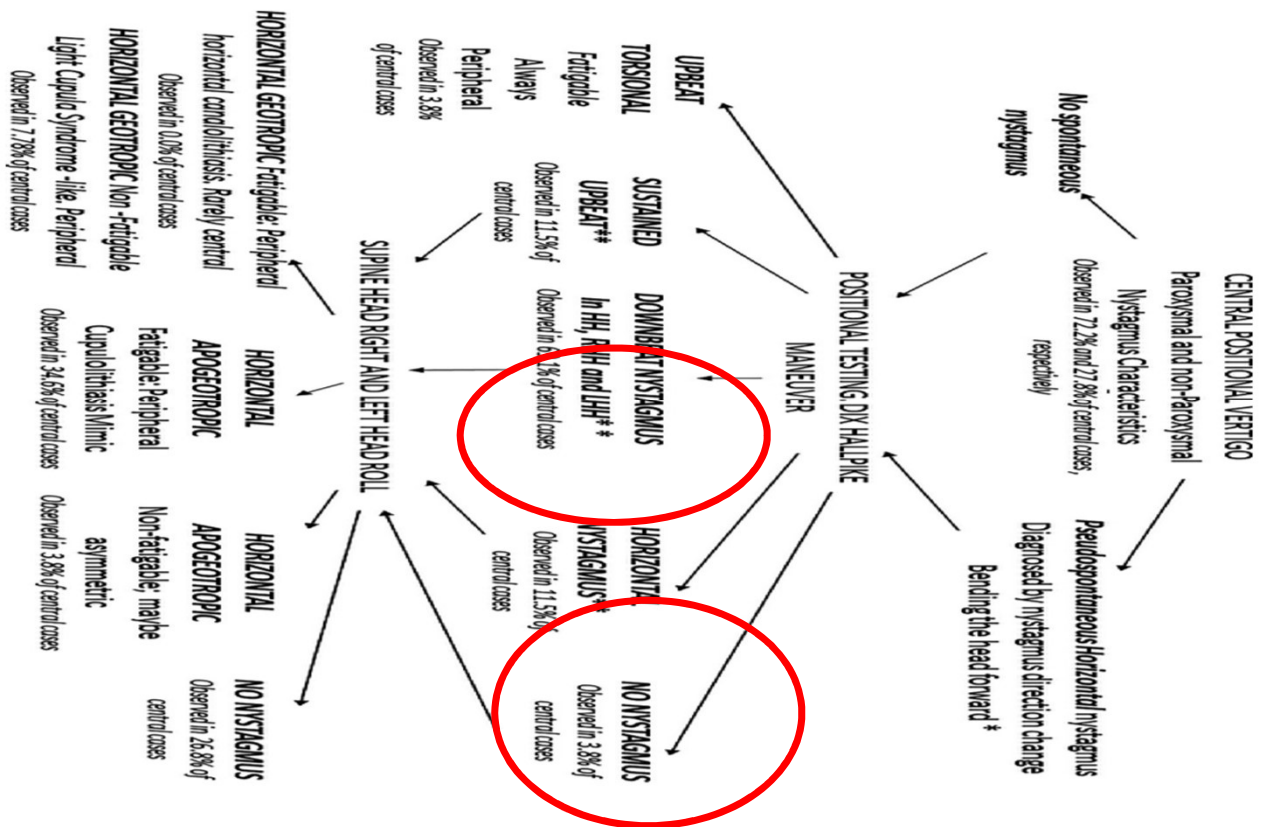 CENTRAL POSITIONAL VERTIGO
Paroxysmal and non-Paroxysmal
Nystagmus Characteristics
Observed in 72.2% and 27.8% of central cases,
respectively
No spontaneous
nystagmus
Pseudospontaneous Horizontal nystagmus
Diagnosed by nystagmus direction change
Bending the head forward *
POSITIONAL TESTING. DIX HALLPIKE
MANEUVER
UPBEAT
TORSIONAL
Fatigable
Always
Peripheral
Observed in 3.8%
of central cases
SUSTAINED
UPBEAT**
Observed in 11.5% of
central cases
DOWNBEAT NYSTAGMUS
In HH, RHH and LHH* *
Observed in of central cases
HORIZONTAL
NYSTAGMUS**
Observed in 11.5% of
central cases
NO NYSTAGMUS
Observed in 3.8% of
central cases
SUPINE HEAD RIGHT AND LEFT HEAD ROLL
HORIZONTAL GEOTROPIC Fatigable: Peripheral
horizontal canalolithiasis. Rarely central
Observed in 0.0% of central cases
HORIZONTAL GEOTROPIC Non -Fatigable
Light Cupula Syndrome -like. Peripheral
Observed in 7.78% of central cases
HORIZONTAL
APOGEOTROPIC
Fatigable: Peripheral
Cupulolithiasis Mimic
Observed in 34.6% of central cases
HORIZONTAL
APOGEOTROPIC
Non-fatigable; maybe
asymmetric
Observed in 3.8% of central cases
NO NYSTAGMUS
Observed in 26.8% of
central cases